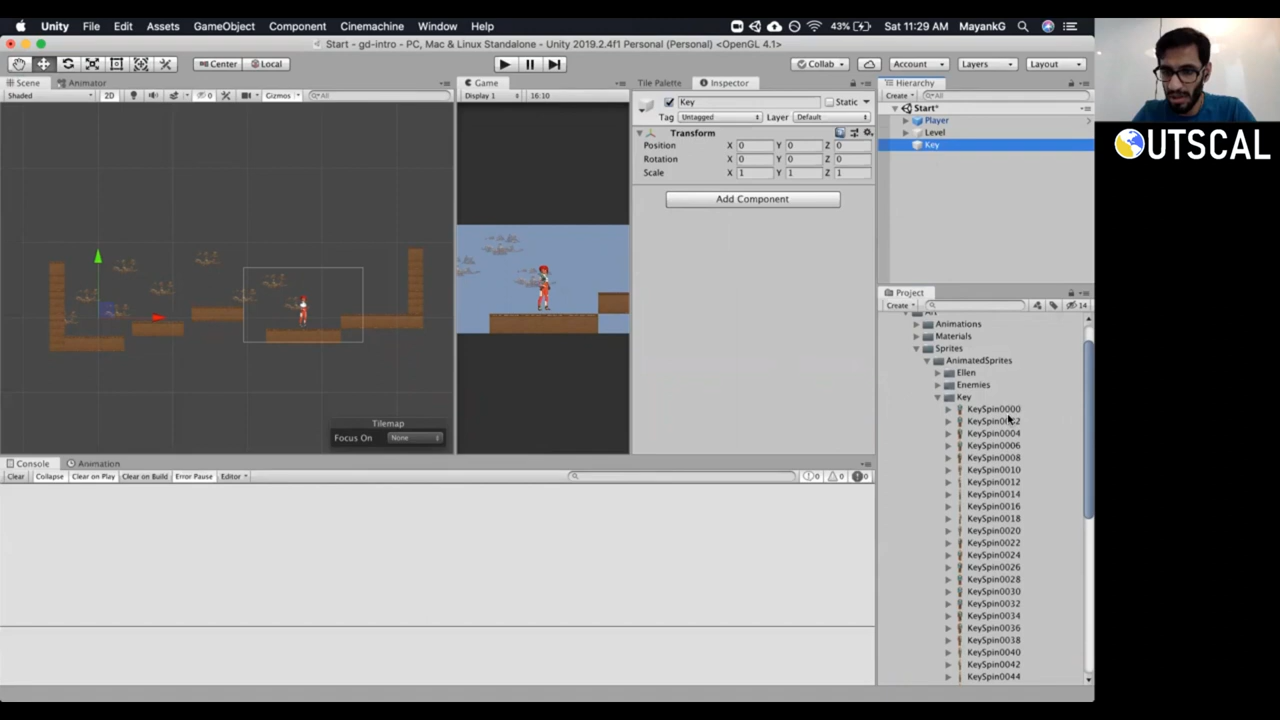 Unity File Edit Assets GameObject Component Cinemachine Window Help 43% Sat 11:29 AM MayankG
Start - gd-intro - PC, Mac & Linux Standalone - Unity 2019.2.4f1 Personal (Personal) <OpenGL 4.1>
Center Local Collab Account Layers Layout
Scene Animator Game Tile Palette Inspector Hierarchy
Shaded 2D Gizmos All Display 1 16:10 Key Static Create All
Tag Untagged Layer Default Start*
Transform Player
Position X 0 Y 0 Z 0 Level
Rotation X 0 Y 0 Z 0 Key
Scale X 1 Y 1 Z 1
Add Component
OUTSCAL
Project
Create 14
Animations
Materials
Sprites
AnimatedSprites
Ellen
Enemies
Key
KeySpin0000
KeySpin0004
KeySpin0006
KeySpin0008
KeySpin0010
KeySpin0012
KeySpin0014
KeySpin0016
KeySpin0018
KeySpin0020
KeySpin0022
KeySpin0024
KeySpin0026
KeySpin0028
KeySpin0030
KeySpin0032
KeySpin0034
KeySpin0036
KeySpin0038
KeySpin0040
KeySpin0042
KeySpin0044
Tilemap
Focus On None
Console Animation
Clear Collapse Clear on Play Clear on Build Error Pause Editor 0 0 0